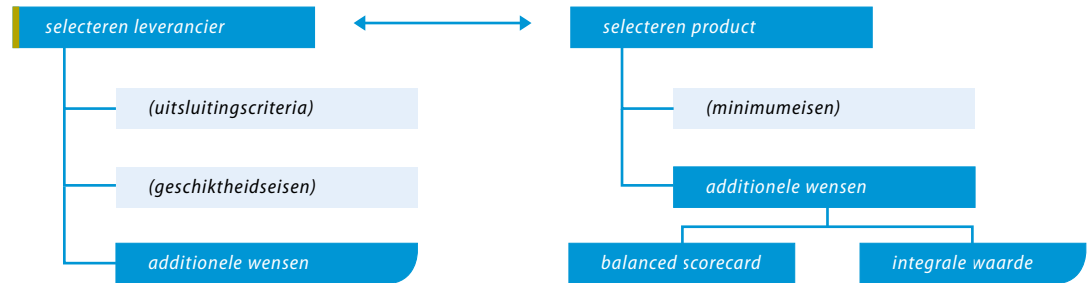 selecteren leverancier
(uitsluitingscriteria)
(geschiktheidseisen)
additionele wensen
selecteren product
(minimumeisen)
additionele wensen
balanced scorecard
integrale waarde